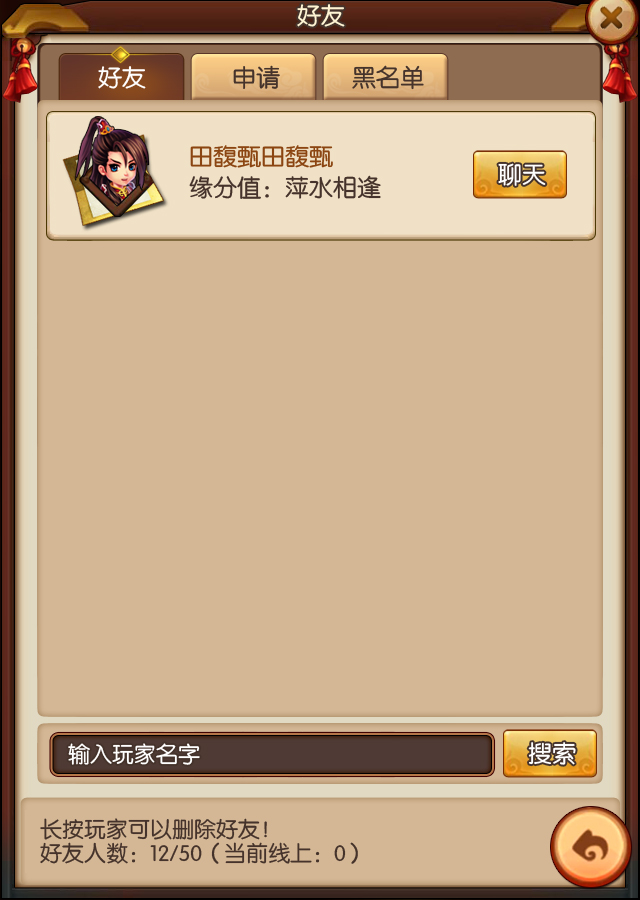 好友
好友 申请 黑名单
田馥甄田馥甄
缘分值：萍水相逢
聊天
输入玩家名字
搜索
长按玩家可以删除好友！
好友人数：12/50（当前线上：0）